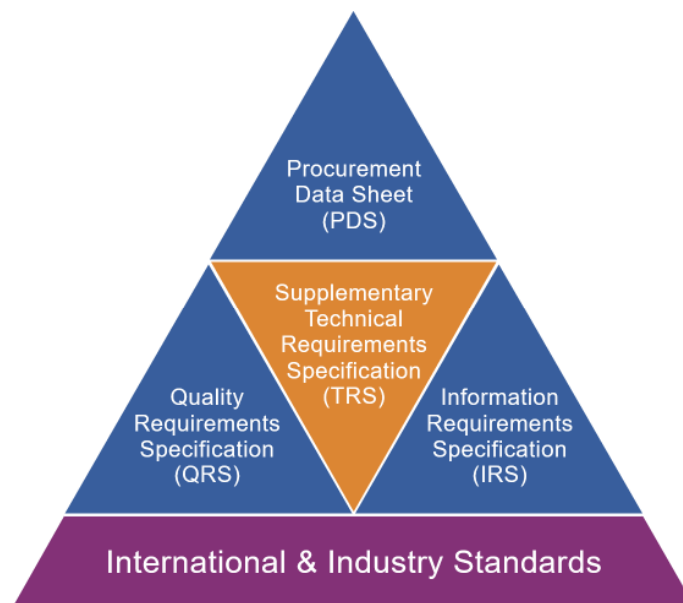 Procurement
Data Sheet
(PDS)
Supplementary
Technical
Requirements
Specification
(TRS)
Quality
Requirements
Specification
(QRS)
Information
Requirements
Specification
(IRS)
International & Industry Standards